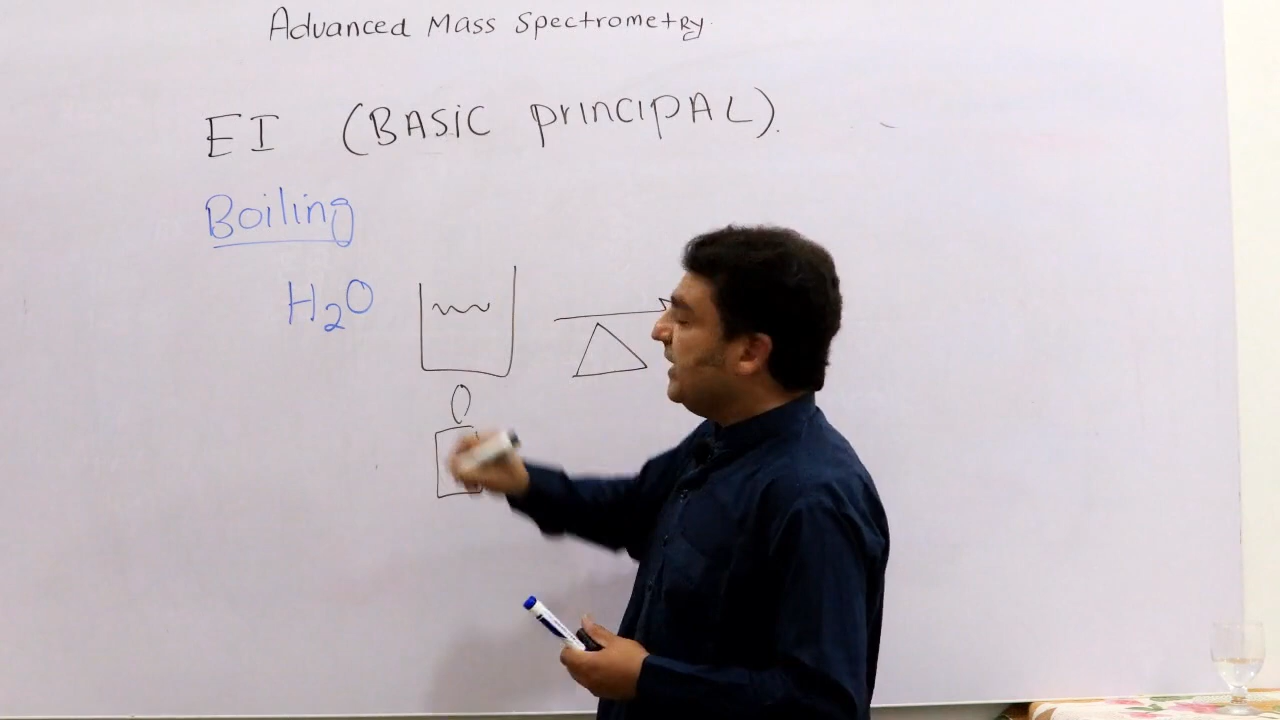 Advanced Mass Spectrometry.
EI (BASiC principAL).
Boiling
H₂O